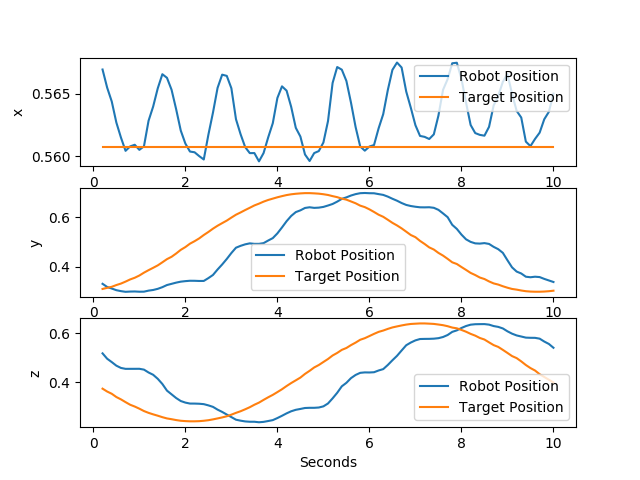 x
0.565
0.560
Robot Position
Target Position
0 2 4 6 8 10
y
0.6
0.4
Robot Position
Target Position
0 2 4 6 8 10
z
0.6
0.4
Robot Position
Target Position
0 2 4 6 8 10
Seconds